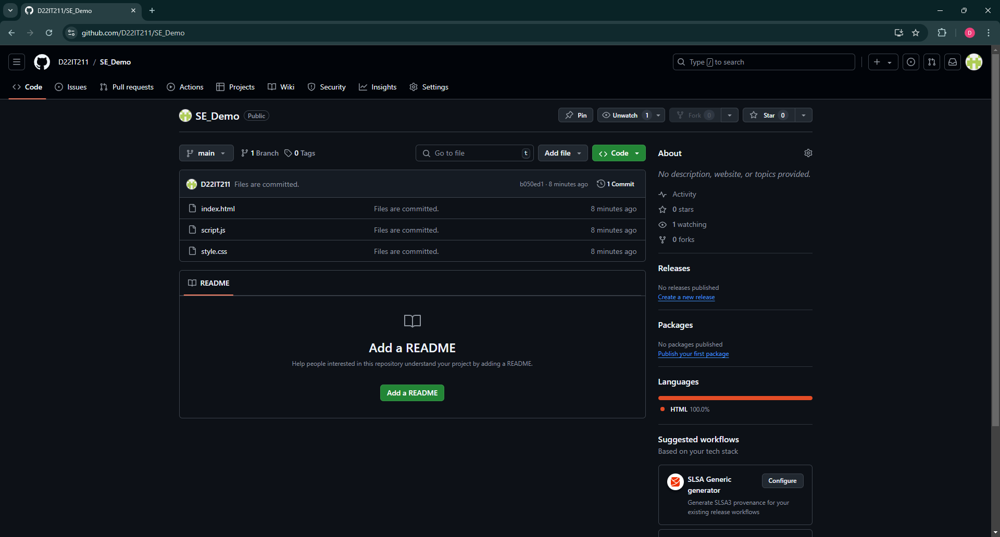 D22IT211/SE_Demo
github.com/D22IT211/SE_Demo
D22IT211 / SE_Demo
Type / to search
D
Code Issues Pull requests Actions Projects Wiki Security Insights Settings
SE_Demo Public
Pin Unwatch 1 Fork 0 Star 0
main 1 Branch 0 Tags Go to file t Add file Code
D22IT211 Files are committed. b050ed1 · 8 minutes ago 1 Commit
index.html Files are committed. 8 minutes ago
script.js Files are committed. 8 minutes ago
style.css Files are committed. 8 minutes ago
README
Add a README
Help people interested in this repository understand your project by adding a README.
Add a README
About
No description, website, or topics provided.
Activity
0 stars
1 watching
0 forks
Releases
No releases published
Create a new release
Packages
No packages published
Publish your first package
Languages
HTML 100.0%
Suggested workflows
Based on your tech stack
SLSA Generic
generator
Configure
Generate SLSA3 provenance for your
existing release workflows